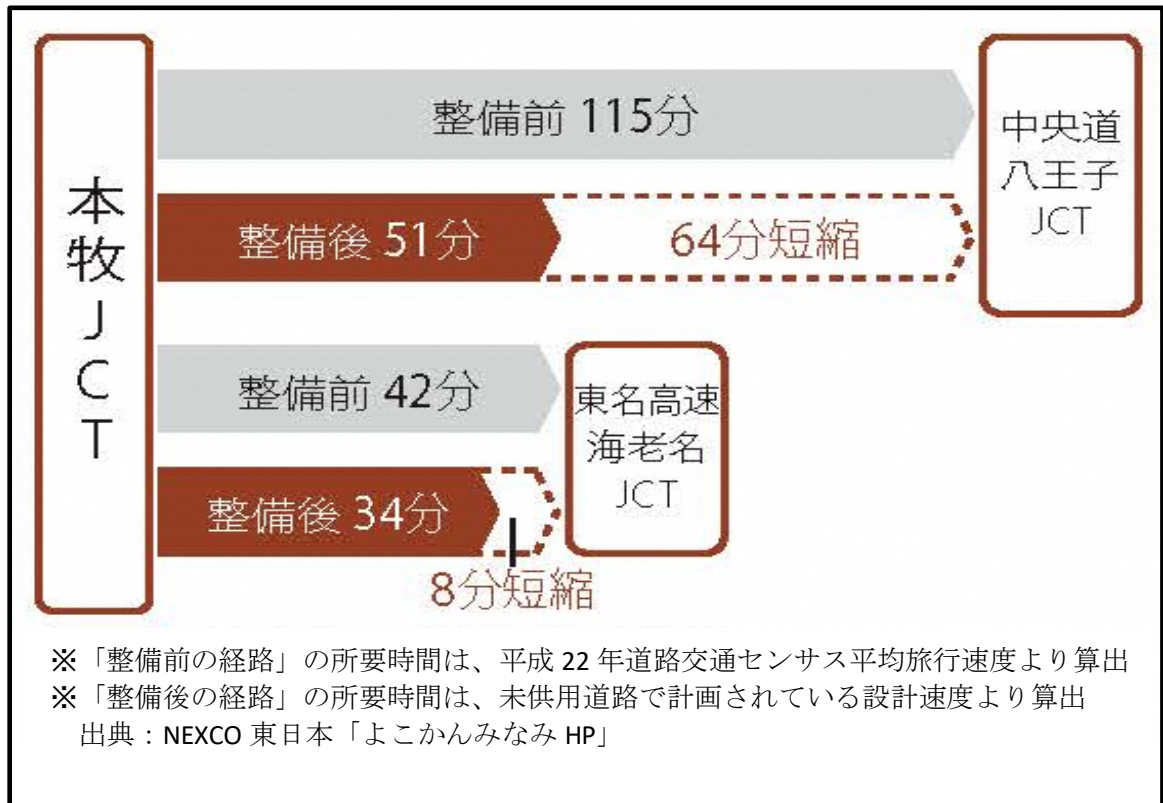 本牧JCT
整備前 115分
中央道
八王子
JCT
整備後 51分
64分短縮
整備前 42分
東名高速
海老名
JCT
整備後 34分
8分短縮
※「整備前の経路」の所要時間は、平成 22 年道路交通センサス平均旅行速度より算出
※「整備後の経路」の所要時間は、未供用道路で計画されている設計速度より算出
出典：NEXCO 東日本「よこかんみなみ HP」